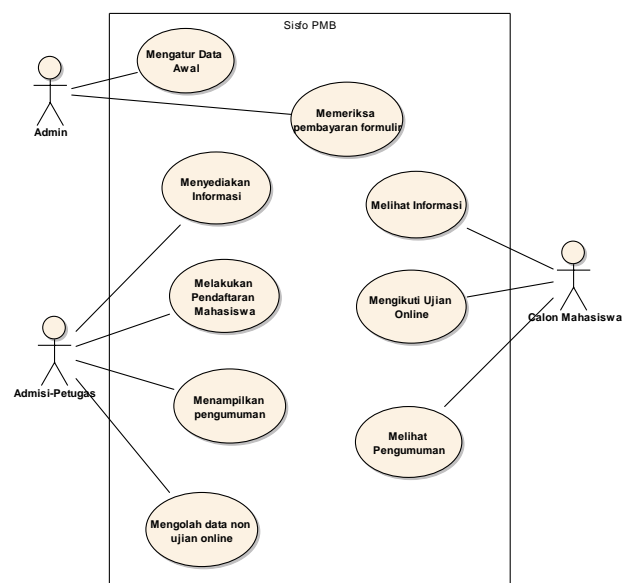 Sisfo PMB
Mengatur Data
Awal
Admin
Memeriksa
pembayaran formulir
Menyediakan
Informasi
Melihat Informasi
Melakukan
Pendaftaran
Mahasiswa
Mengikuti Ujian
Online
Calon Mahasiswa
Admisi-Petugas
Menampilkan
pengumuman
Melihat
Pengumuman
Mengolah data non
ujian online